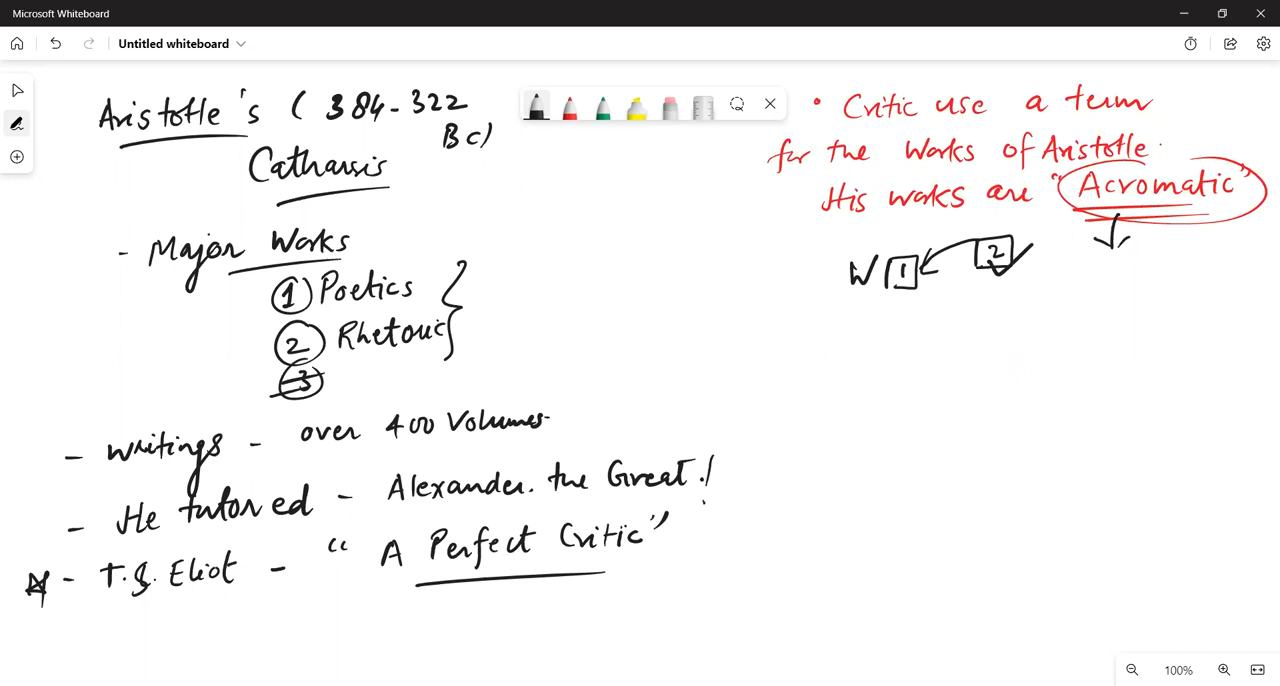 Microsoft Whiteboard
Untitled whiteboard
Aristotle's (384-322
BC)
Catharsis
- Major Works
1 Poetics
2 Rhetoric
3
- Writings - over 400 Volumes
- He tutored - Alexander the Great!
- T.S. Eliot - "A Perfect Critic"
• Critic use a term
for the works of Aristotle.
His works are "Acromatic"
W 1 2
100%